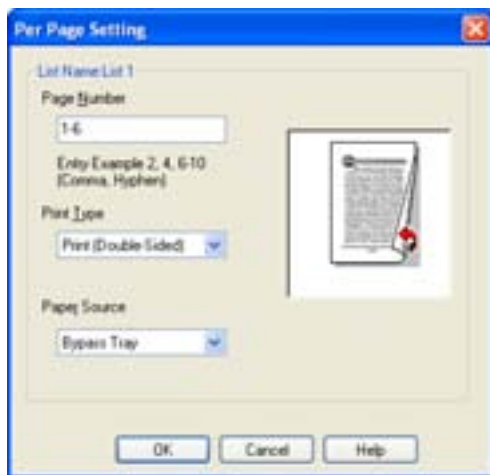 Per Page Setting
List Name:List 1
Page Number
1-6
Entry Example 2, 4, 6-10
(Comma, Hyphen)
Print Type
Print (Double-Sided)
Paper Source
Bypass Tray
OK Cancel Help